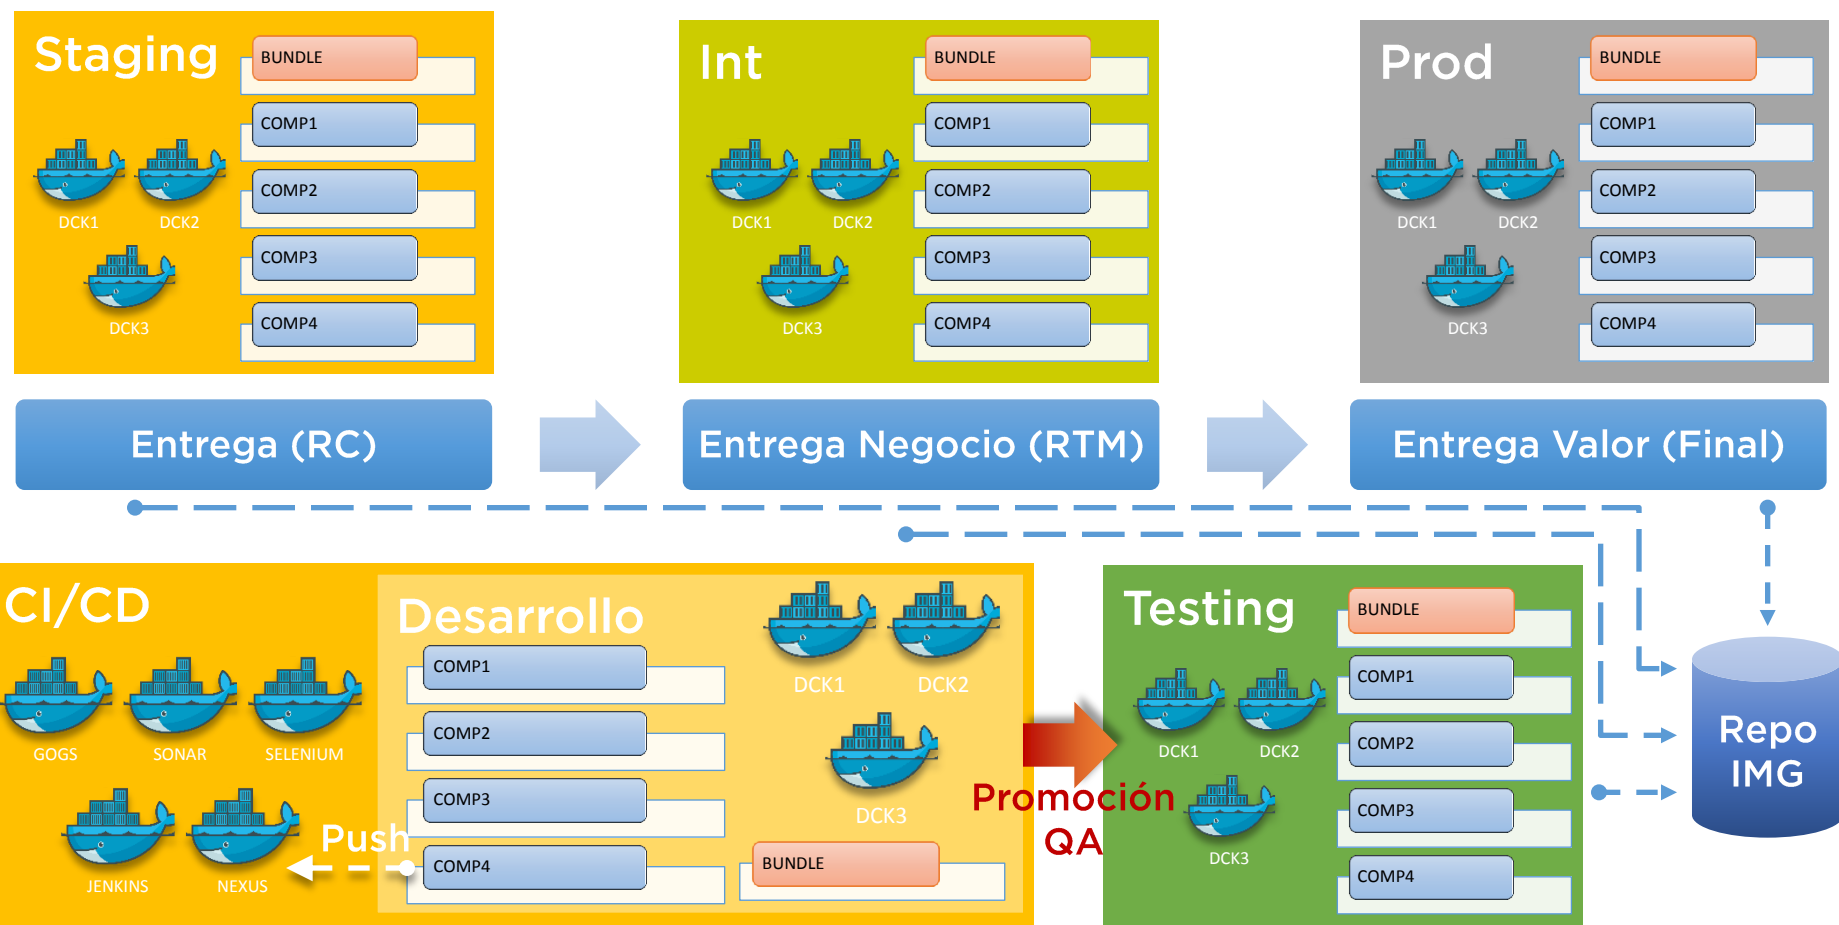 Staging
BUNDLE
COMP1
COMP2
COMP3
COMP4
DCK1
DCK2
DCK3
Int
BUNDLE
COMP1
COMP2
COMP3
COMP4
DCK1
DCK2
DCK3
Prod
BUNDLE
COMP1
COMP2
COMP3
COMP4
DCK1
DCK2
DCK3
Entrega (RC)
Entrega Negocio (RTM)
Entrega Valor (Final)
CI/CD
GOGS
SONAR
SELENIUM
JENKINS
NEXUS
Push
Desarrollo
COMP1
COMP2
COMP3
COMP4
DCK1
DCK2
DCK3
BUNDLE
Promoción
QA
Testing
BUNDLE
COMP1
COMP2
COMP3
COMP4
DCK1
DCK2
DCK3
Repo
IMG